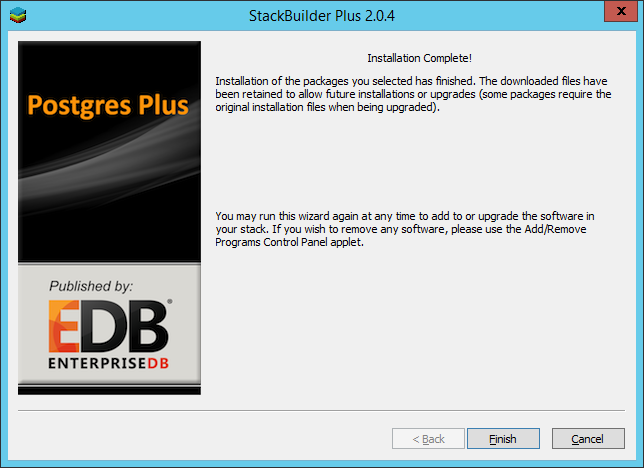 StackBuilder Plus 2.0.4
x
Postgres Plus
Published by:
EDB®
ENTERPRISEDB
Installation Complete!
Installation of the packages you selected has finished. The downloaded files have
been retained to allow future installations or upgrades (some packages require the
original installation files when being upgraded).
You may run this wizard again at any time to add to or upgrade the software in
your stack. If you wish to remove any software, please use the Add/Remove
Programs Control Panel applet.
< Back
Finish
Cancel